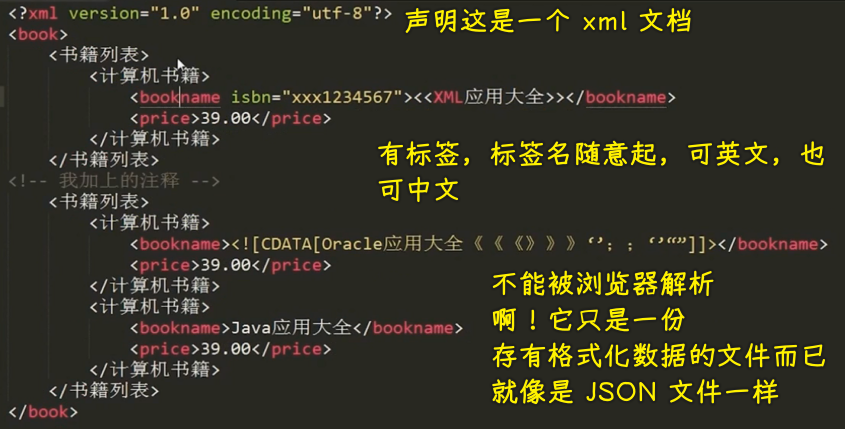 <?xml version="1.0" encoding="utf-8"?>
声明这是一个 xml 文档
<book>
<书籍列表>
<计算机书籍>
<bookname isbn="xxx1234567"><<XML应用大全>></bookname>
<price>39.00</price>
</计算机书籍>
</书籍列表>
有标签，标签名随意起，可英文，也
可中文
<!-- 我加上的注释 -->
<书籍列表>
<计算机书籍>
<bookname><![CDATA[Oracle应用大全《《《》》》‘’；；‘’“”]]></bookname>
<price>39.00</price>
</计算机书籍>
<计算机书籍>
<bookname>Java应用大全</bookname>
<price>39.00</price>
</计算机书籍>
</书籍列表>
</book>
不能被浏览器解析
啊！它只是一份
存有格式化数据的文件而已
就像是 JSON 文件一样